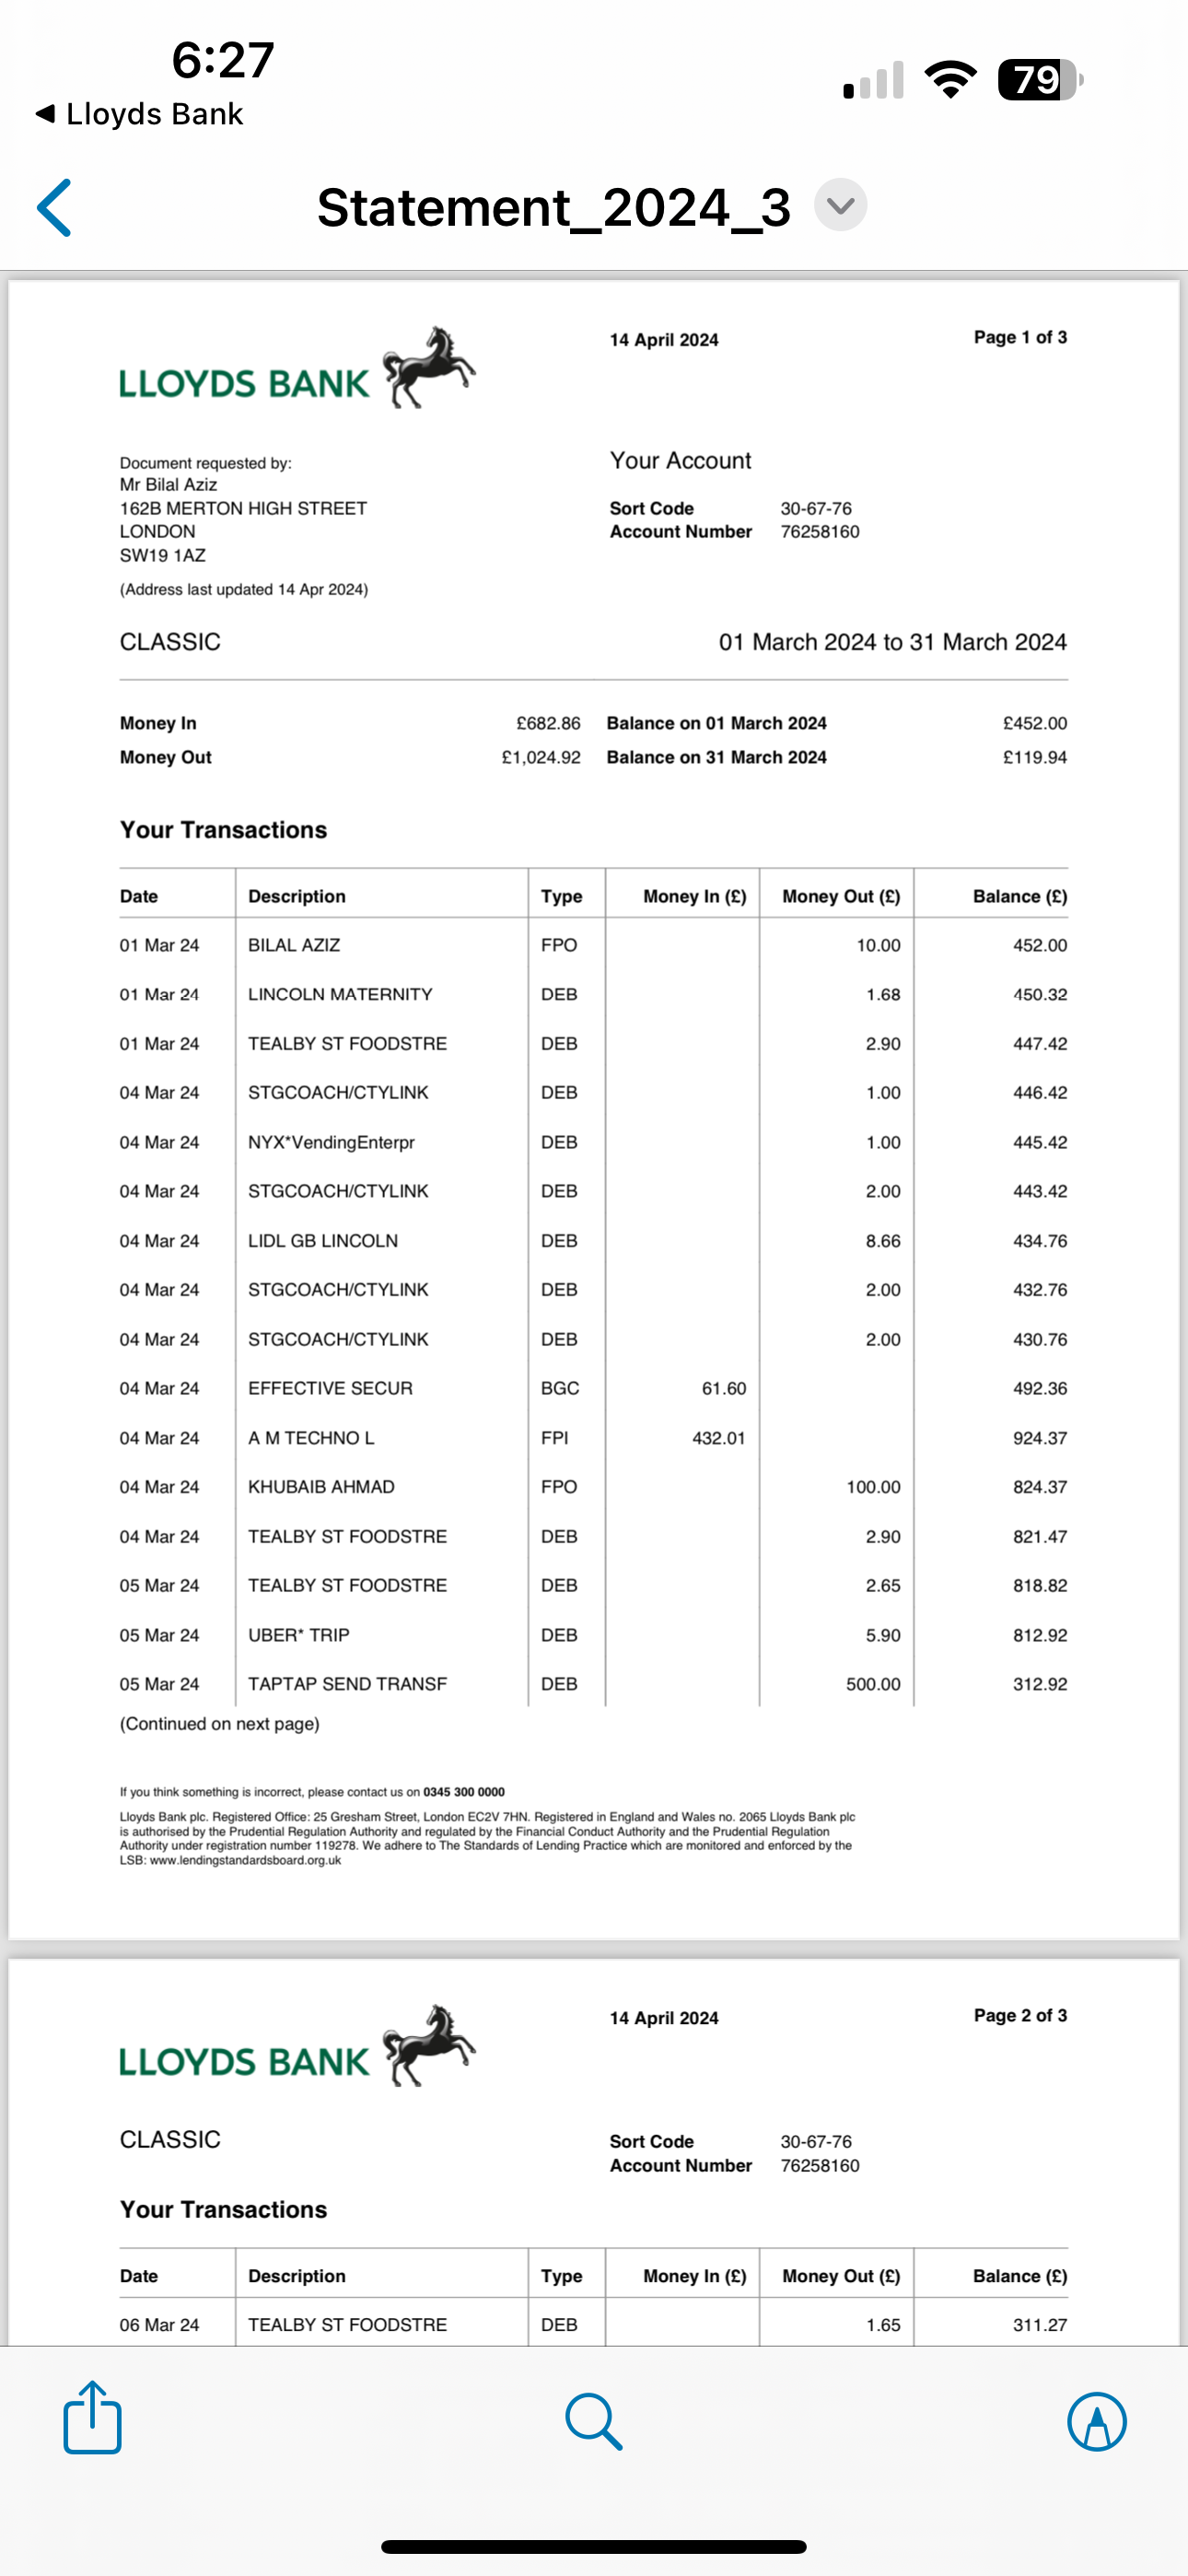 6:27
79
◀ Lloyds Bank
Statement_2024_3
LLOYDS BANK
14 April 2024
Page 1 of 3
Document requested by:
Mr Bilal Aziz
162B MERTON HIGH STREET
LONDON
SW19 1AZ
(Address last updated 14 Apr 2024)
Your Account
Sort Code 30-67-76
Account Number 76258160
CLASSIC 01 March 2024 to 31 March 2024
Money In £682.86 Balance on 01 March 2024 £452.00
Money Out £1,024.92 Balance on 31 March 2024 £119.94
Your Transactions
Date Description Type Money In (£) Money Out (£) Balance (£)
01 Mar 24 BILAL AZIZ FPO 10.00 452.00
01 Mar 24 LINCOLN MATERNITY DEB 1.68 450.32
01 Mar 24 TEALBY ST FOODSTRE DEB 2.90 447.42
04 Mar 24 STGCOACH/CTYLINK DEB 1.00 446.42
04 Mar 24 NYX*VendingEnterpr DEB 1.00 445.42
04 Mar 24 STGCOACH/CTYLINK DEB 2.00 443.42
04 Mar 24 LIDL GB LINCOLN DEB 8.66 434.76
04 Mar 24 STGCOACH/CTYLINK DEB 2.00 432.76
04 Mar 24 STGCOACH/CTYLINK DEB 2.00 430.76
04 Mar 24 EFFECTIVE SECUR BGC 61.60 492.36
04 Mar 24 A M TECHNO L FPI 432.01 924.37
04 Mar 24 KHUBAIB AHMAD FPO 100.00 824.37
04 Mar 24 TEALBY ST FOODSTRE DEB 2.90 821.47
05 Mar 24 TEALBY ST FOODSTRE DEB 2.65 818.82
05 Mar 24 UBER* TRIP DEB 5.90 812.92
05 Mar 24 TAPTAP SEND TRANSF DEB 500.00 312.92
(Continued on next page)
If you think something is incorrect, please contact us on 0345 300 0000
Lloyds Bank plc. Registered Office: 25 Gresham Street, London EC2V 7HN. Registered in England and Wales no. 2065 Lloyds Bank plc
is authorised by the Prudential Regulation Authority and regulated by the Financial Conduct Authority and the Prudential Regulation
Authority under registration number 119278. We adhere to The Standards of Lending Practice which are monitored and enforced by the
LSB: www.lendingstandardsboard.org.uk
LLOYDS BANK
14 April 2024
Page 2 of 3
CLASSIC
Sort Code 30-67-76
Account Number 76258160
Your Transactions
Date Description Type Money In (£) Money Out (£) Balance (£)
06 Mar 24 TEALBY ST FOODSTRE DEB 1.65 311.27